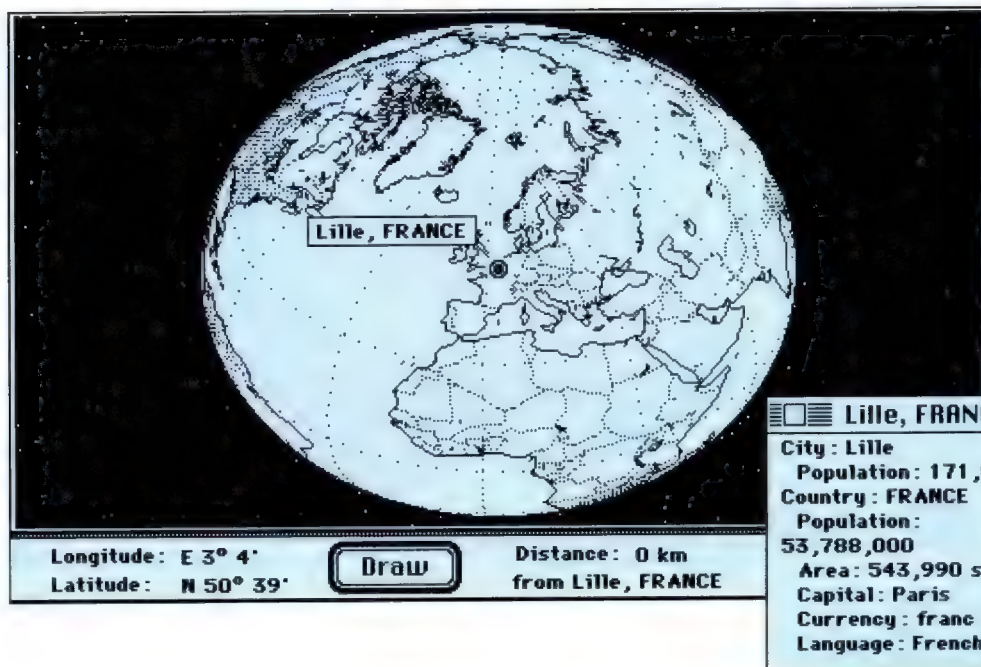 Lille, FRANCE
Longitude: E 3° 4'
Latitude: N 50° 39'
Draw
Distance: 0 km
from Lille, FRANCE
Lille, FRAN
City: Lille
Population: 171,
Country: FRANCE
Population:
53,788,000
Area: 543,990 s
Capital: Paris
Currency: franc
Language: French